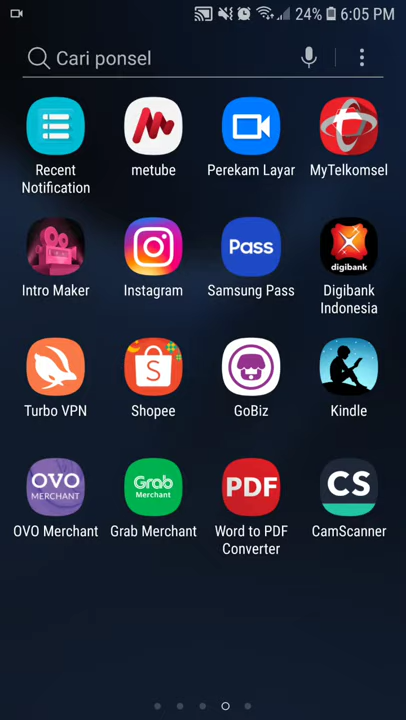 24% 6:05 PM
Cari ponsel
Recent
Notification
metube
Perekam Layar
MyTelkomsel
Intro Maker
Instagram
Pass
Samsung Pass
digibank
Digibank
Indonesia
Turbo VPN
S
Shopee
GoBiz
Kindle
OVO
MERCHANT
OVO Merchant
Grab
Merchant
Grab Merchant
PDF
Word to PDF
Converter
CS
CamScanner